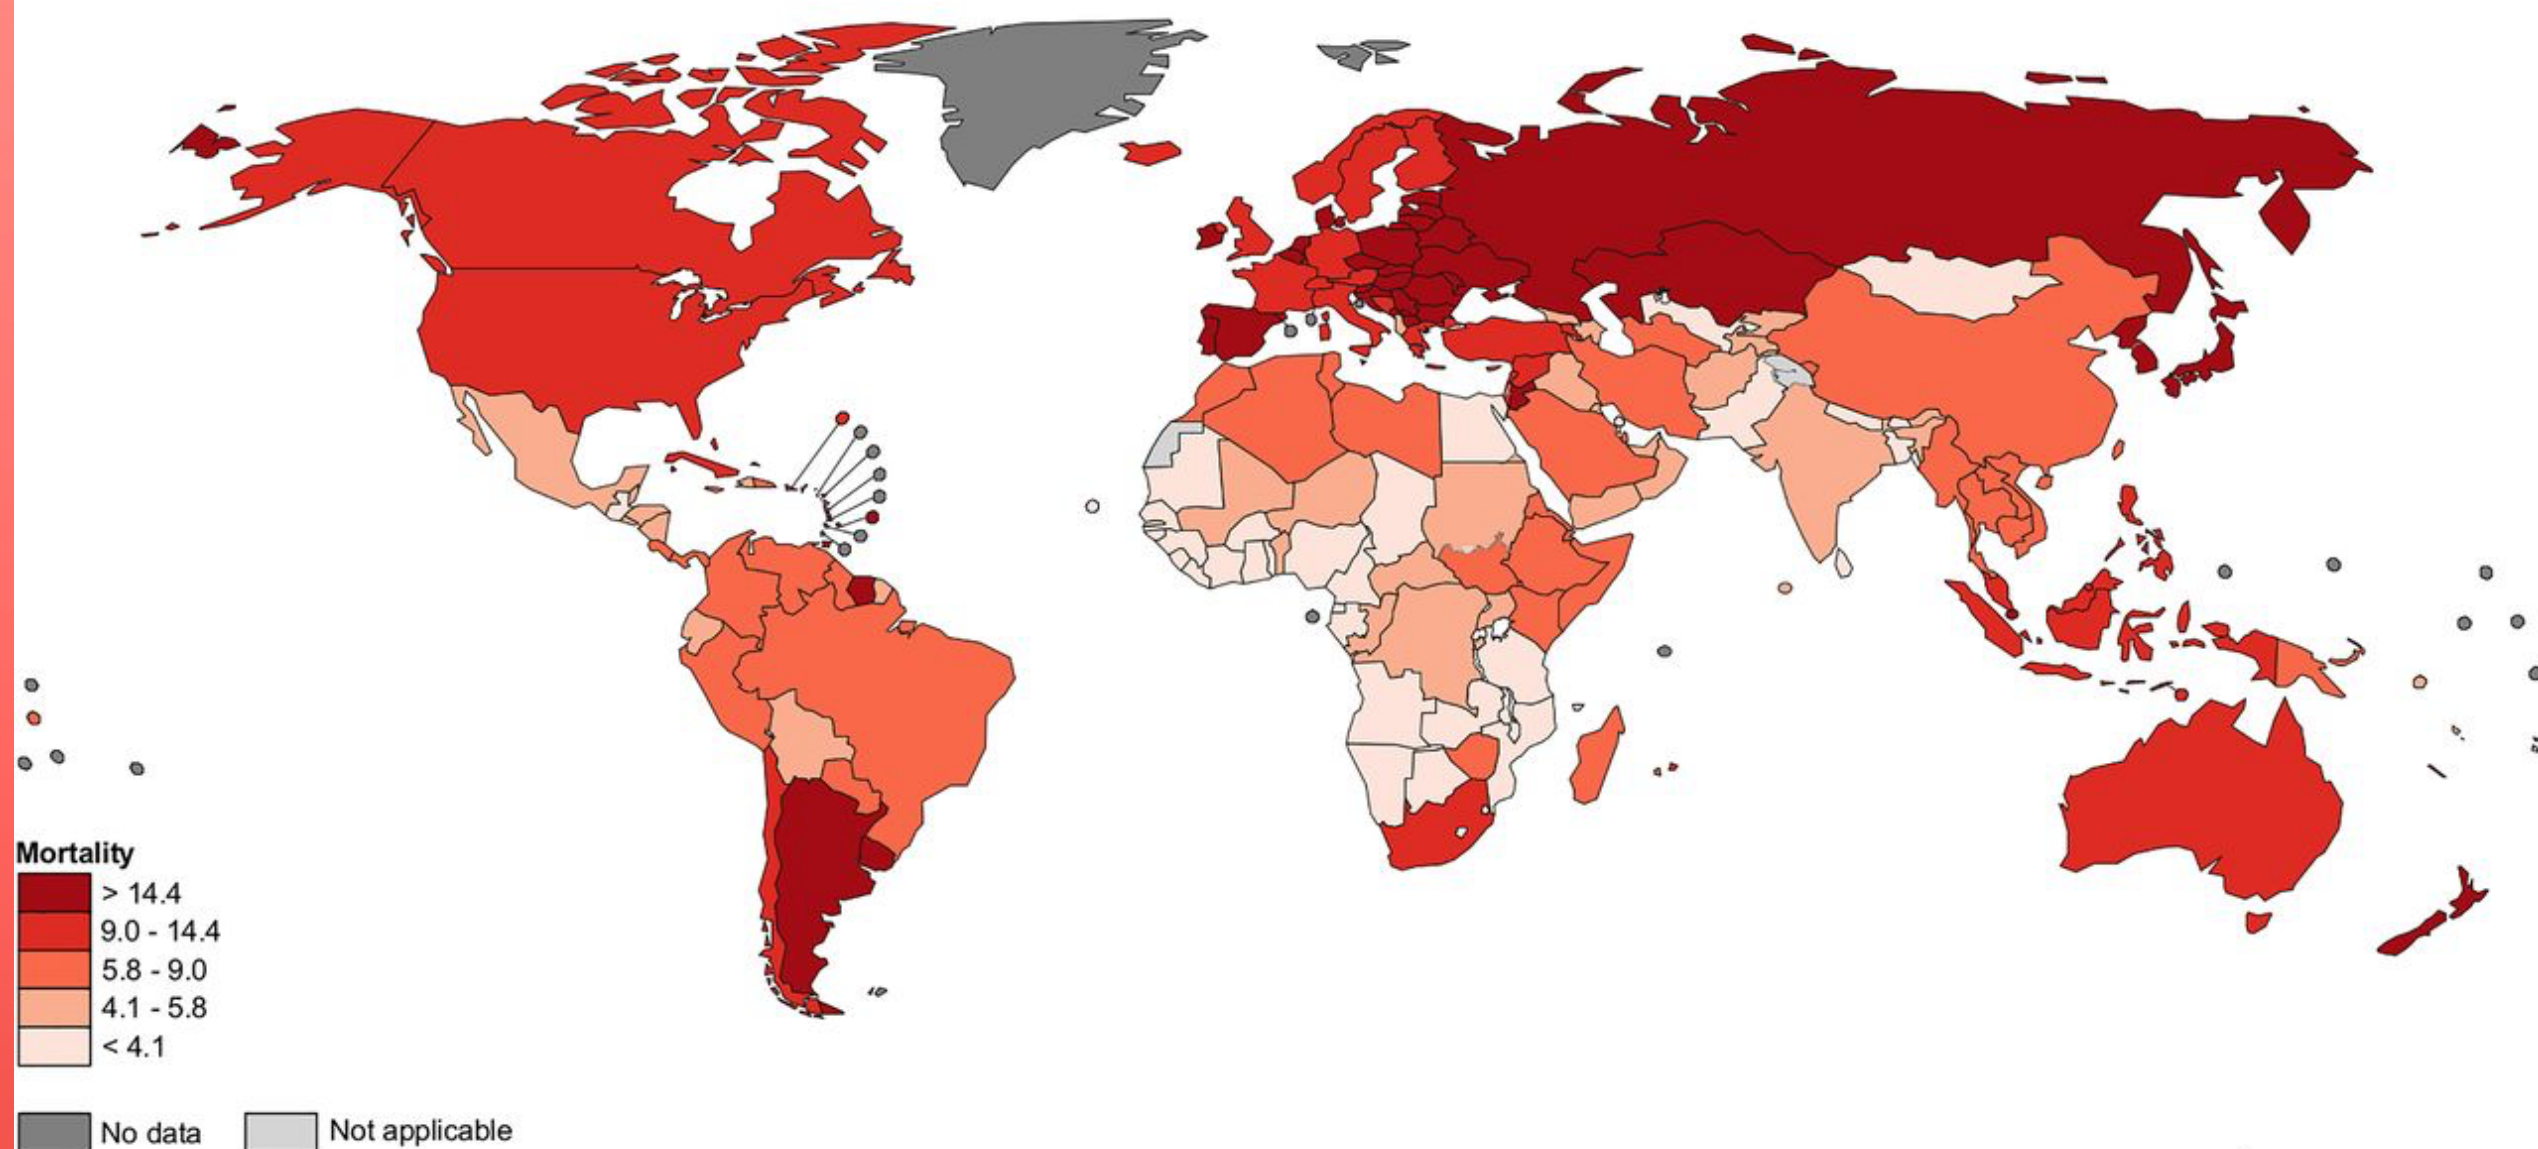 Mortality
> 14.4
9.0 - 14.4
5.8 - 9.0
4.1 - 5.8
< 4.1
No data
Not applicable